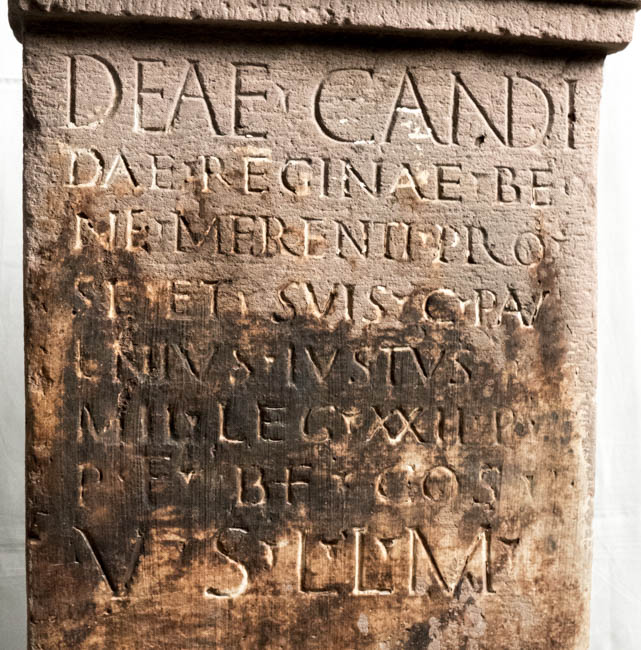 DEAE CANDI
DAE·REGINAE·BE
NE·MERENTI·PRO
SE·ET·SVIS·C·PAV
LINIVS·IVSTVS
MIL·LEG·XXII·P·
P·F·BF·COS·
V·S·L·L·M·